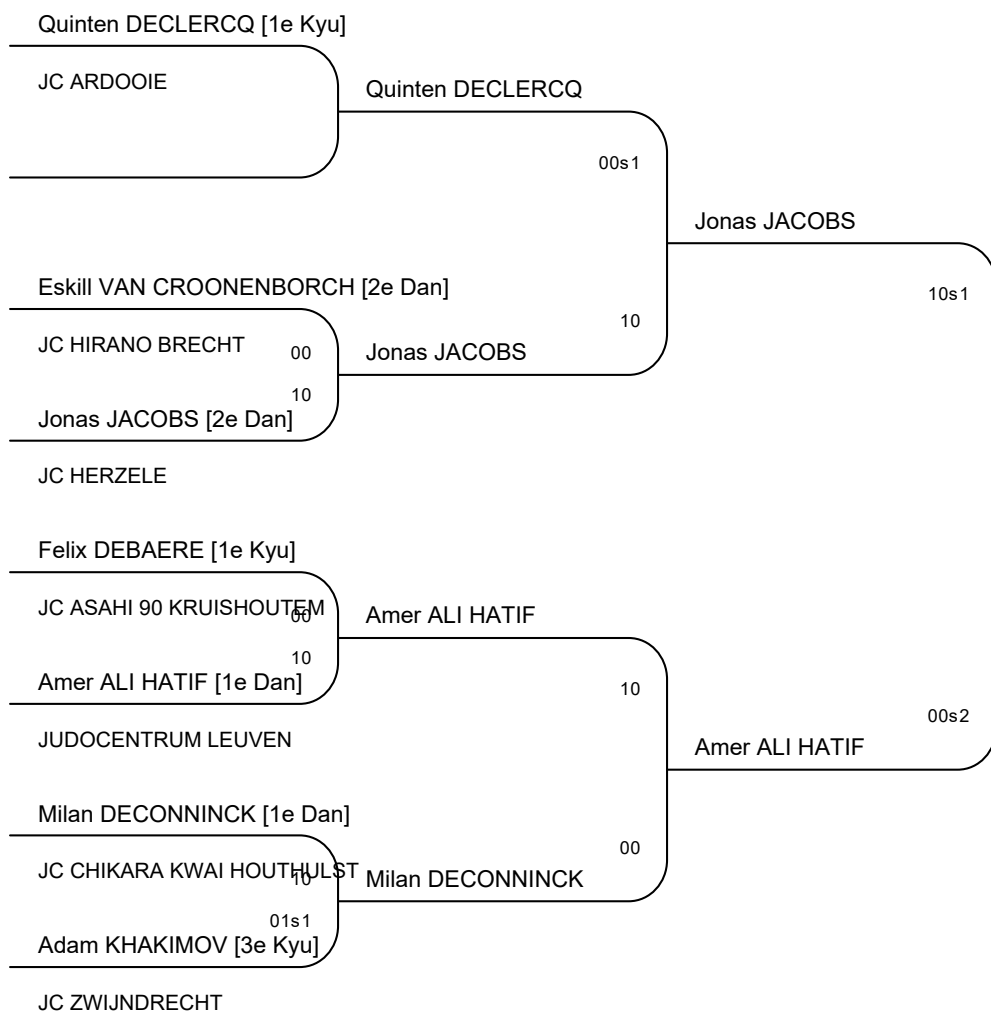 Quinten DECLERCQ [1e Kyu]
JC ARDOOIE
Quinten DECLERCQ
00s1
Jonas JACOBS
10s1
Eskill VAN CROONENBORCH [2e Dan]
JC HIRANO BRECHT
00
10
Jonas JACOBS
10
Jonas JACOBS [2e Dan]
JC HERZELE
Felix DEBAERE [1e Kyu]
JC ASAHI 90 KRUISHOUTEM
00
Amer ALI HATIF
10
Amer ALI HATIF [1e Dan]
10
00s2
JUDOCENTRUM LEUVEN
Amer ALI HATIF
Milan DECONNINCK [1e Dan]
00
JC CHIKARA KWAI HOUTHULST
10
Milan DECONNINCK
01s1
Adam KHAKIMOV [3e Kyu]
JC ZWIJNDRECHT